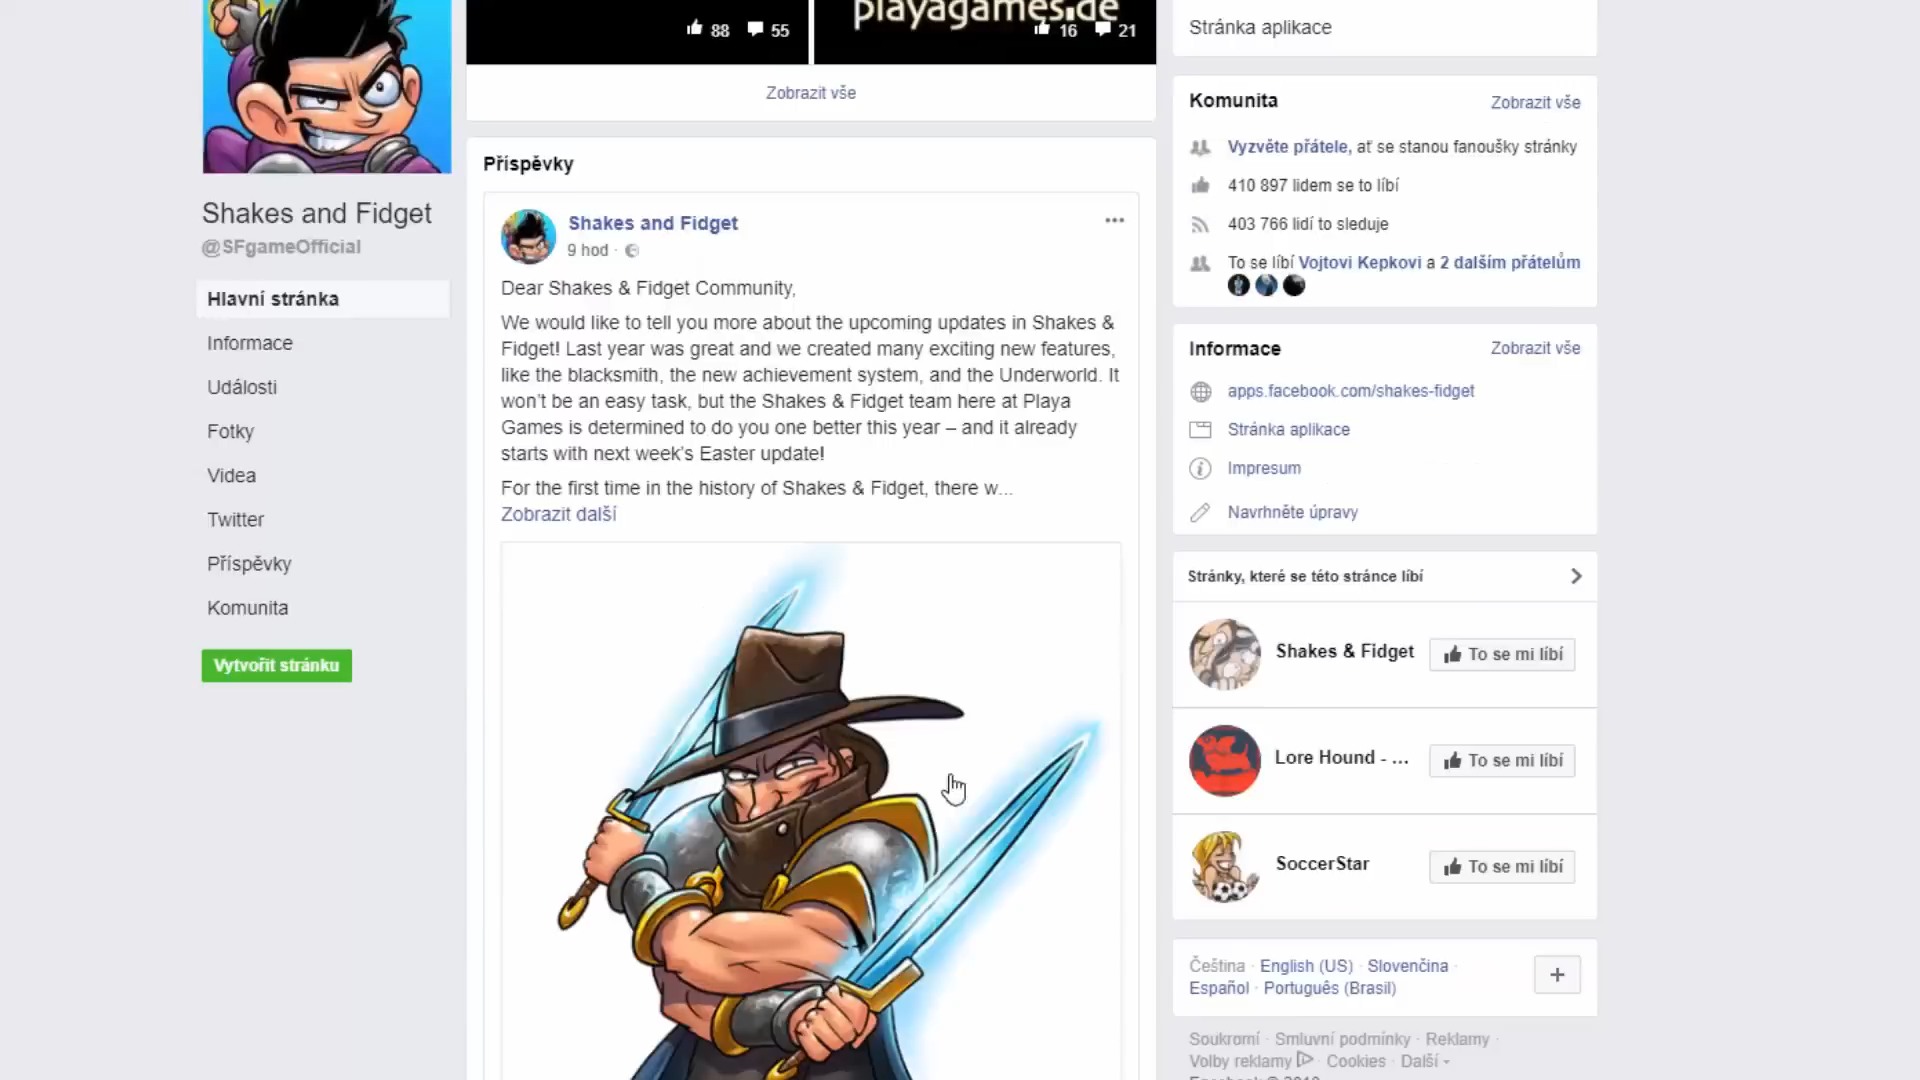 playagames.de
88 55
16 21
Zobrazit vše
Shakes and Fidget
@SFgameOfficial
Hlavní stránka
Informace
Události
Fotky
Videa
Twitter
Příspěvky
Komunita
Vytvořit stránku
Příspěvky
Shakes and Fidget
9 hod ·
Dear Shakes & Fidget Community,
We would like to tell you more about the upcoming updates in Shakes &
Fidget! Last year was great and we created many exciting new features,
like the blacksmith, the new achievement system, and the Underworld. It
won't be an easy task, but the Shakes & Fidget team here at Playa
Games is determined to do you one better this year – and it already
starts with next week's Easter update!
For the first time in the history of Shakes & Fidget, there w...
Zobrazit další
Stránka aplikace
Komunita Zobrazit vše
Vyzvěte přátele, ať se stanou fanoušky stránky
410 897 lidem se to líbí
403 766 lidí to sleduje
To se líbí Vojtovi Kepkovi a 2 dalším přátelům
Informace Zobrazit vše
apps.facebook.com/shakes-fidget
Stránka aplikace
Impresum
Navrhněte úpravy
Stránky, které se této stránce líbí
Shakes & Fidget To se mi líbí
Lore Hound - ... To se mi líbí
SoccerStar To se mi líbí
Čeština · English (US) · Slovenčina ·
Español · Português (Brasil)
Soukromí · Smluvní podmínky · Reklamy ·
Volby reklamy · Cookies · Další